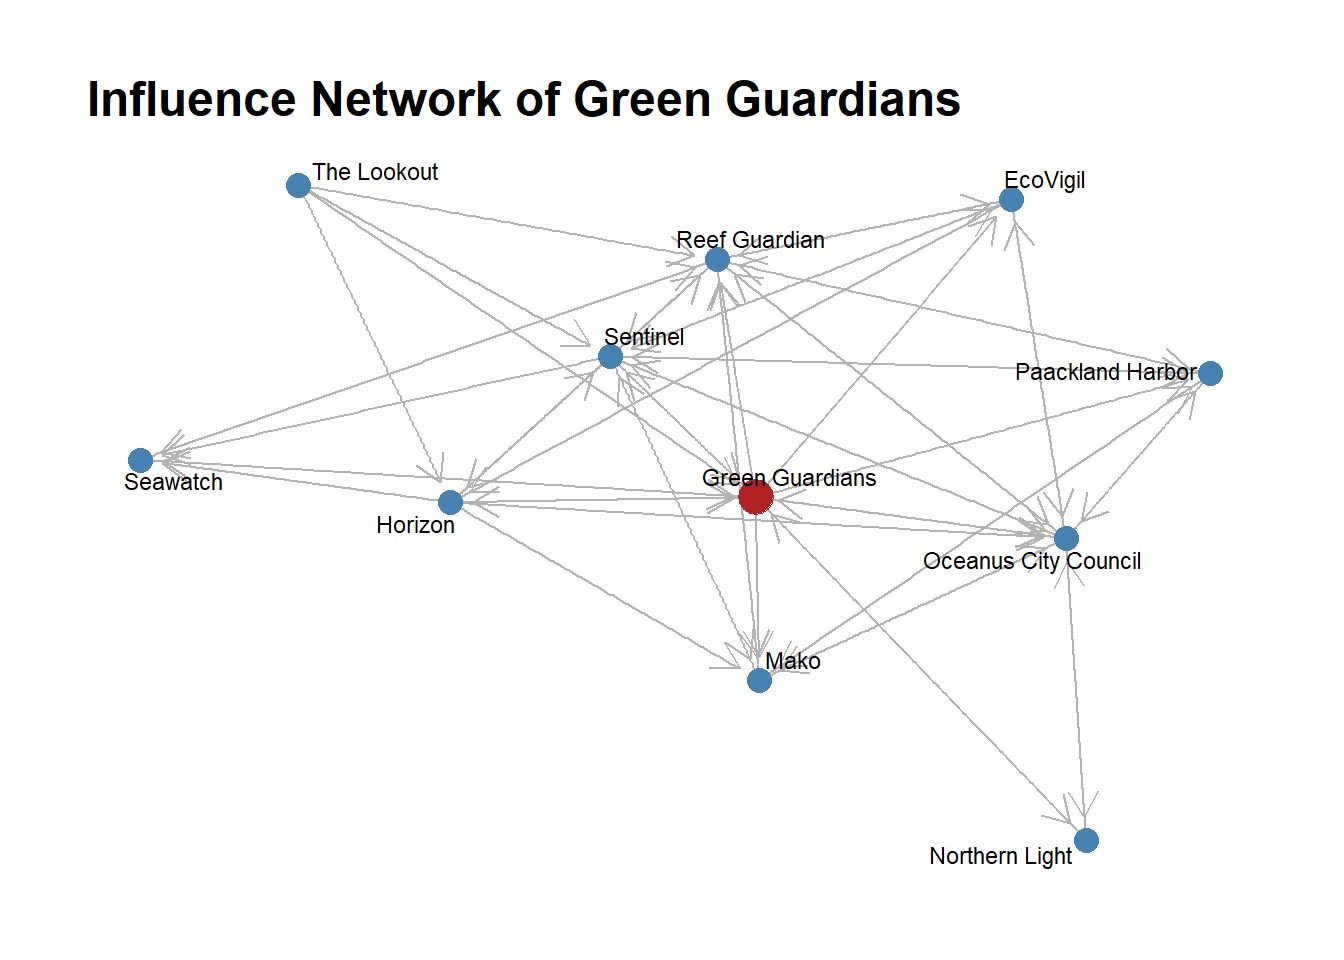 Influence Network of Green Guardians
The Lookout
EcoVigil
Reef Guardian
Sentinel
Paackland Harbor
Green Guardians
Seawatch
Horizon
Oceanus City Council
Mako
Northern Light